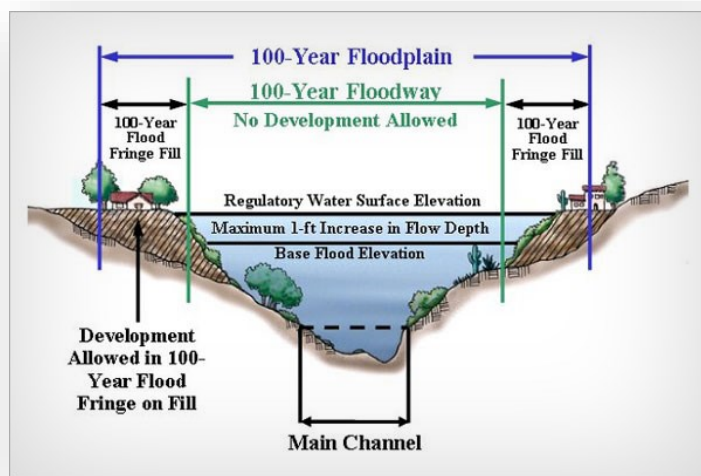 100-Year Floodplain
100-Year Floodway
No Development Allowed
100-Year
Flood
Fringe Fill
100-Year
Flood
Fringe Fill
Regulatory Water Surface Elevation
Maximum 1-ft Increase in Flow Depth
Base Flood Elevation
Development
Allowed in 100-
Year Flood
Fringe on Fill
Main Channel